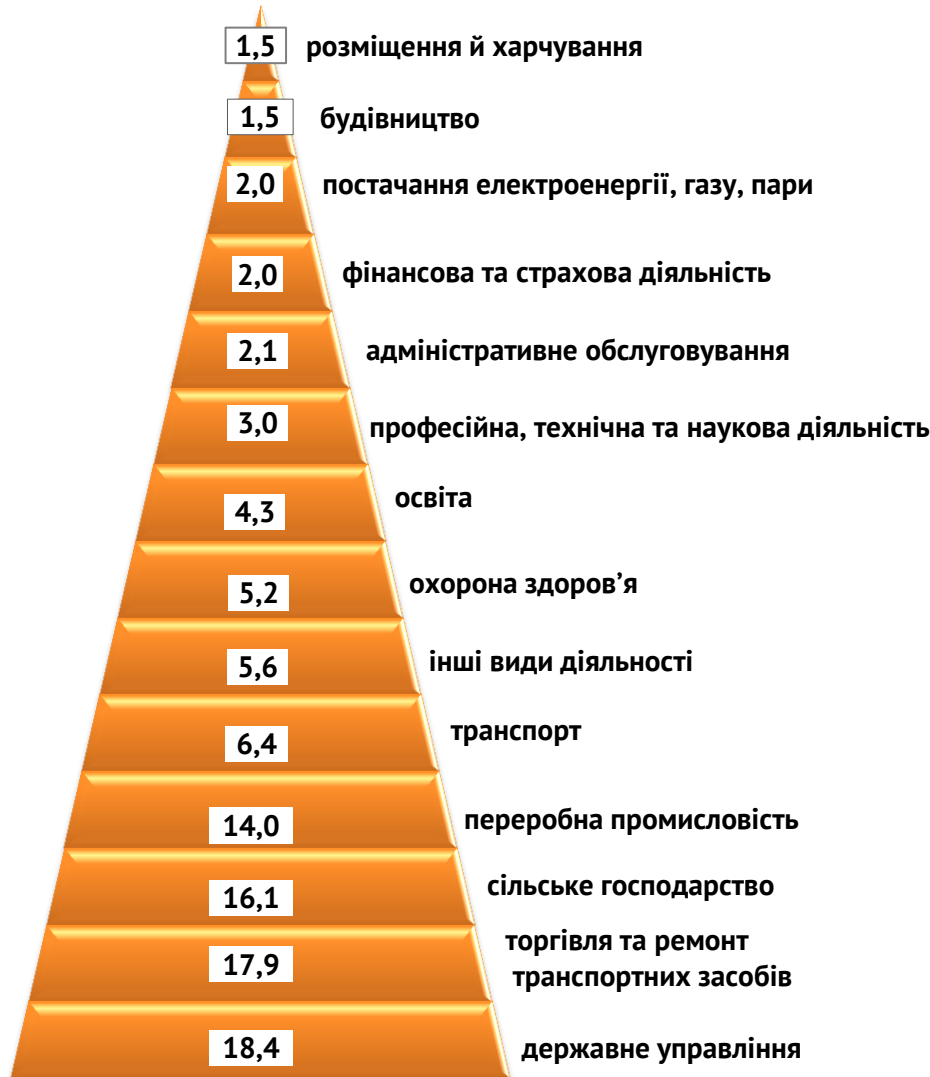 1,5 розміщення й харчування
1,5 будівництво
2,0 постачання електроенергії, газу, пари
2,0 фінансова та страхова діяльність
2,1 адміністративне обслуговування
3,0 професійна, технічна та наукова діяльність
4,3 освіта
5,2 охорона здоров’я
5,6 інші види діяльності
6,4 транспорт
14,0 переробна промисловість
16,1 сільське господарство
17,9 торгівля та ремонт
транспортних засобів
18,4 державне управління